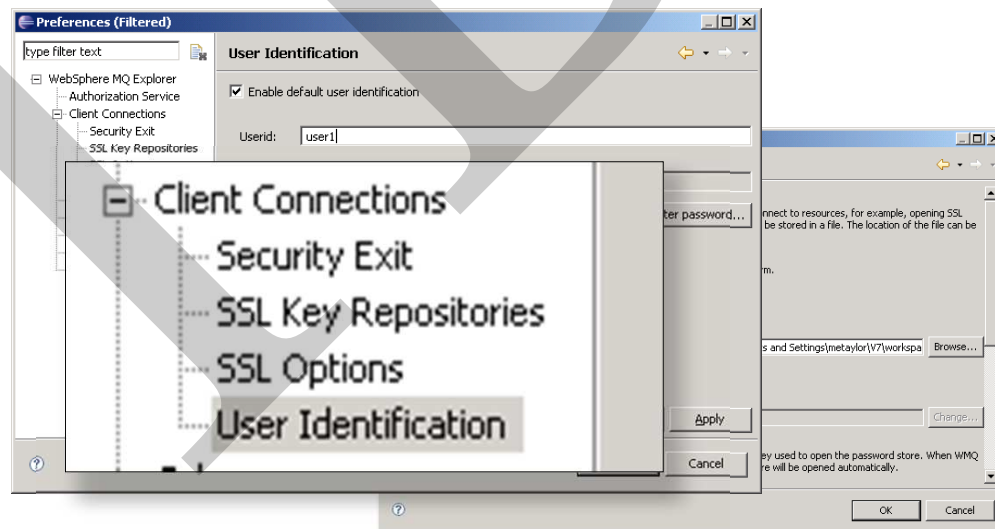 Preferences (Filtered)
type filter text
User Identification
WebSphere MQ Explorer
Authorization Service
Client Connections
Security Exit
SSL Key Repositories
Enable default user identification
Userid: user1
Client Connections
Security Exit
SSL Key Repositories
SSL Options
User Identification
ter password...
Apply
Cancel
nnect to resources, for example, opening SSL
be stored in a file. The location of the file can be
rm.
s and Settings\metaylor\V7\workspa
Browse...
Change...
ey used to open the password store. When WMQ
re will be opened automatically.
OK
Cancel